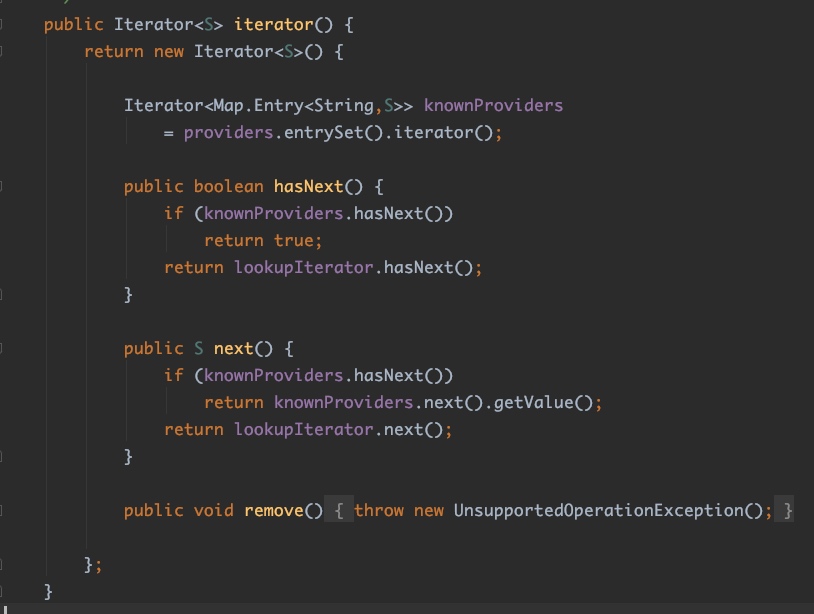 public Iterator<S> iterator() {
    return new Iterator<S>() {

        Iterator<Map.Entry<String,S>> knownProviders
            = providers.entrySet().iterator();

        public boolean hasNext() {
            if (knownProviders.hasNext())
                return true;
            return lookupIterator.hasNext();
        }

        public S next() {
            if (knownProviders.hasNext())
                return knownProviders.next().getValue();
            return lookupIterator.next();
        }

        public void remove() { throw new UnsupportedOperationException(); }

    };
}